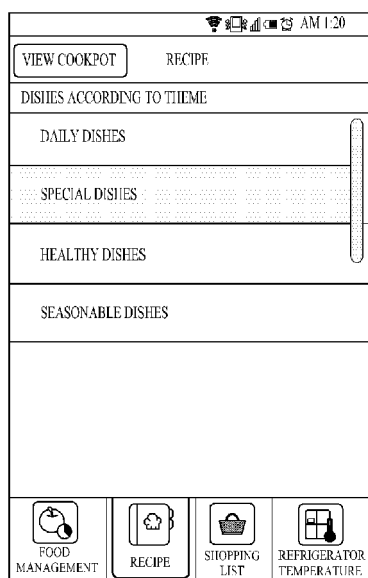 AM 1:20
VIEW COOKPOT RECIPE
DISHES ACCORDING TO THEME
DAILY DISHES
SPECIAL DISHES
HEALTHY DISHES
SEASONABLE DISHES
FOOD
MANAGEMENT
RECIPE
SHOPPING
LIST
REFRIGERATOR
TEMPERATURE